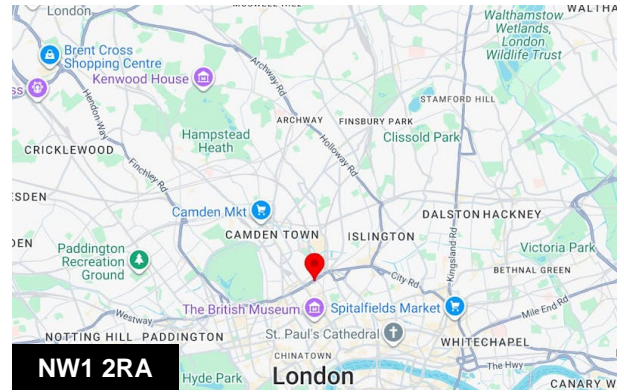 London
Walthamstow
Wetlands,
London
Wildlife Trust
Brent Cross
Shopping Centre
Kenwood House
Archway Rd
STAMFORD HILL
Hendon Way
ARCHWAY
FINSBURY PARK
Hampstead
Heath
Clissold Park
Holloway Rd
CRICKLEWOOD
Finchley Rd
Camden Mkt
DALSTON
HACKNEY
CAMDEN TOWN
ISLINGTON
Kingsland Rd
Paddington
Recreation
Ground
Victoria Park
City Rd
BETHNAL GREEN
The British Museum
Spitalfields Market
Mile End Rd
Westway
St. Paul's Cathedral
NOTTING HILL
PADDINGTON
WHITECHAPEL
CHINATOWN
The Hwy
NW1 2RA
Hyde Park
London
CANARY W